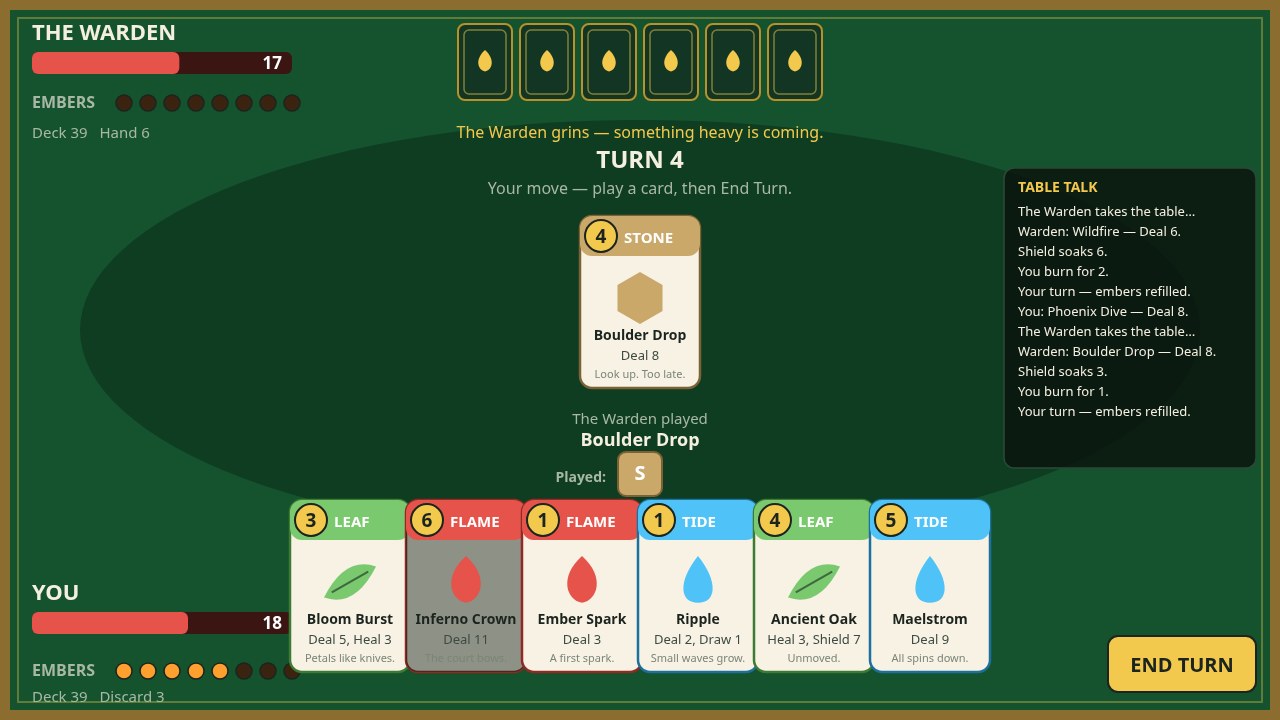 THE WARDEN
17
EMBERS
Deck 39 Hand 6
The Warden grins — something heavy is coming.
TURN 4
Your move — play a card, then End Turn.
4 STONE
Boulder Drop
Deal 8
Look up. Too late.
The Warden played
Boulder Drop
Played: S
TABLE TALK
The Warden takes the table...
Warden: Wildfire — Deal 6.
Shield soaks 6.
You burn for 2.
Your turn — embers refilled.
You: Phoenix Dive — Deal 8.
The Warden takes the table...
Warden: Boulder Drop — Deal 8.
Shield soaks 3.
You burn for 1.
Your turn — embers refilled.
YOU
18
EMBERS
Deck 39 Discard 3
3 LEAF
Bloom Burst
Deal 5, Heal 3
Petals like knives.
6 FLAME
Inferno Crown
Deal 11
The court bows.
1 FLAME
Ember Spark
Deal 3
A first spark.
1 TIDE
Ripple
Deal 2, Draw 1
Small waves grow.
4 LEAF
Ancient Oak
Heal 3, Shield 7
Unmoved.
5 TIDE
Maelstrom
Deal 9
All spins down.
END TURN